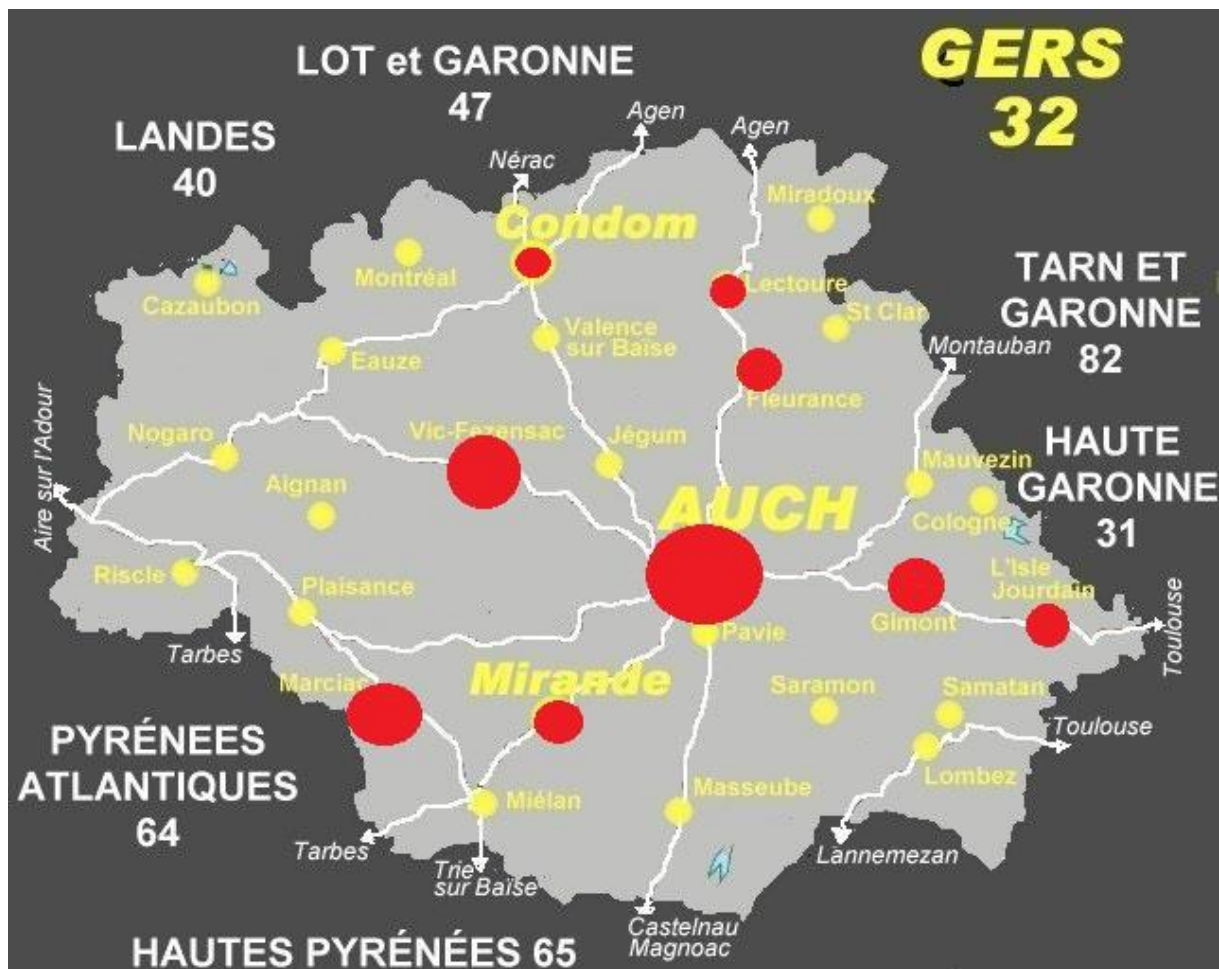 GERS
32
LOT et GARONNE
47
LANDES
40
Agen
Agen
Nérac
Miradoux
Condom
Montréal
Cazaubon
Lectoure
TARN ET
GARONNE
82
St Clar
Valence
sur Baïse
Eauze
Montauban
Fleurance
Aire sur l'Adour
Nogaro
Vic-Fezensac
Jégum
HAUTE
GARONNE
31
Mauvezin
Aignan
AUCH
Cologne
Riscle
Plaisance
L'Isle
Jourdain
Gimont
Toulouse
Pavie
Tarbes
Marciac
Mirande
Saramon
Samatan
Toulouse
PYRÉNEES
ATLANTIQUES
64
Lombez
Masseube
Miélan
Tarbes
Lannemezan
Trie
sur Baïse
Castelnau
Magnoac
HAUTES PYRÉNÉES 65